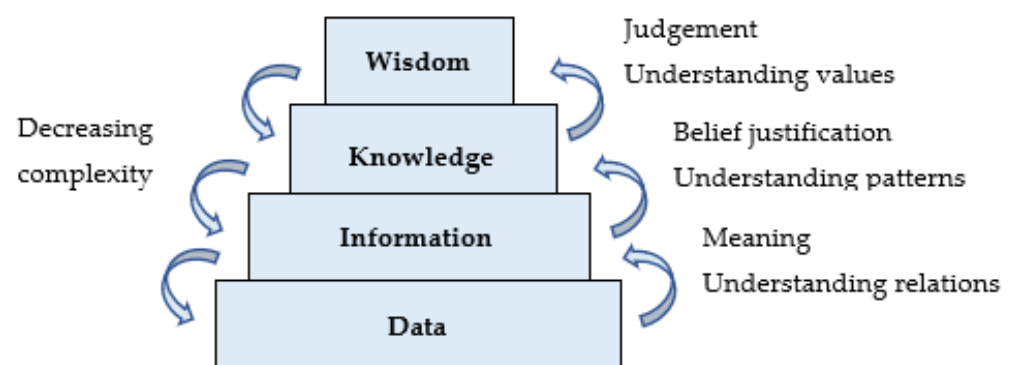 Judgement
Wisdom
Understanding values
Decreasing
complexity
Belief justification
Knowledge
Understanding patterns
Information
Meaning
Understanding relations
Data